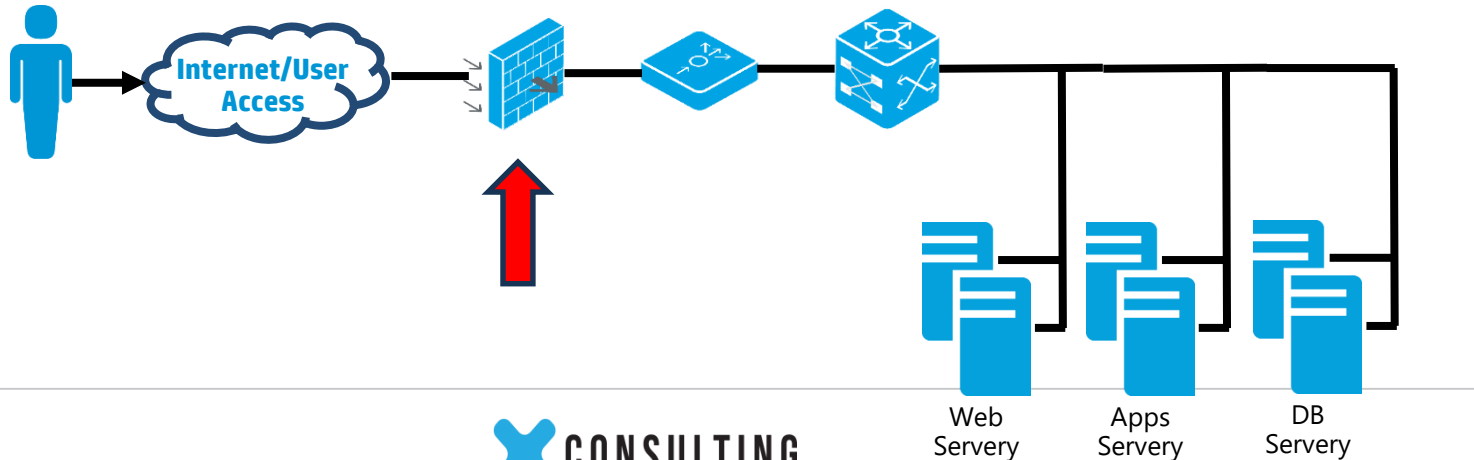 Internet/User
Access
Web
Servery
Apps
Servery
DB
Servery
CONSULTING